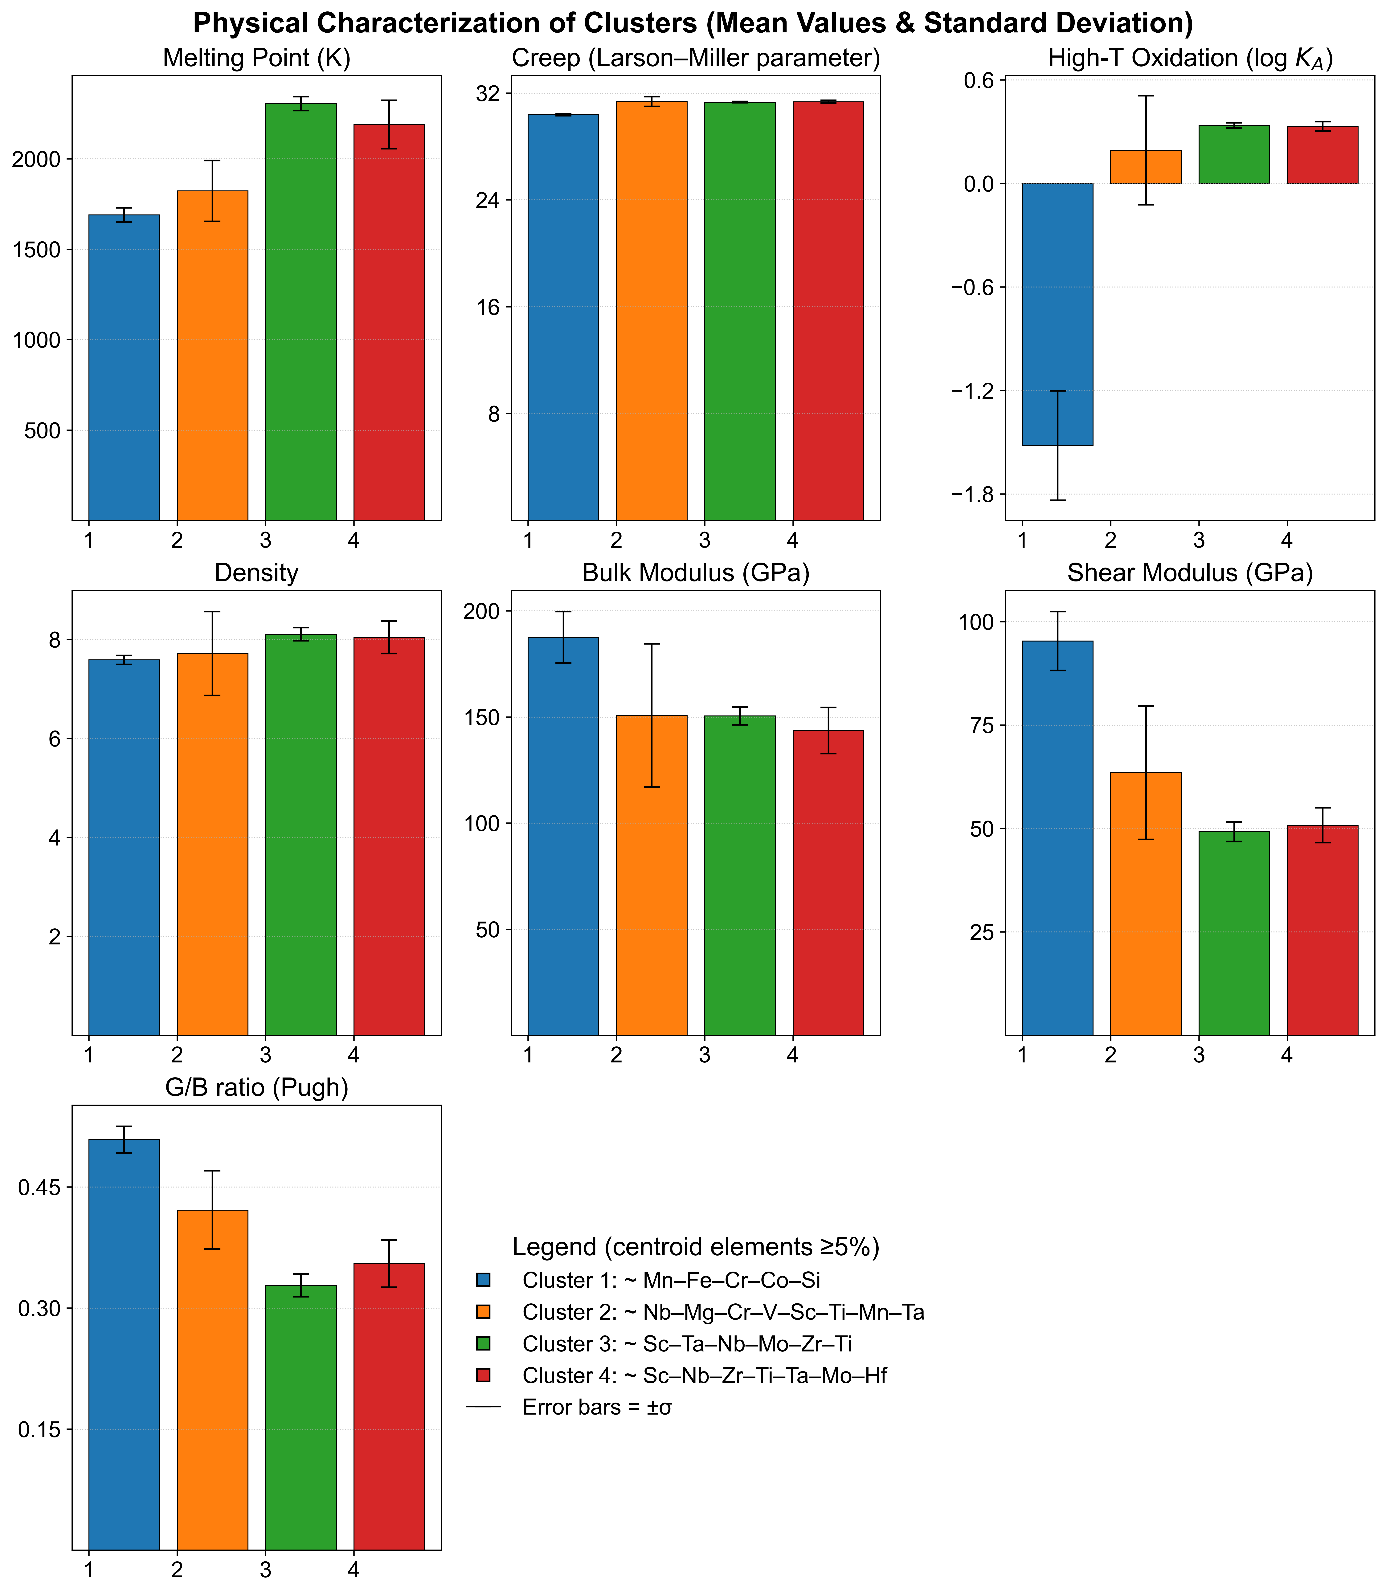 Physical Characterization of Clusters (Mean Values & Standard Deviation)
Melting Point (K)
2000
1500
1000
500
1 2 3 4
Creep (Larson–Miller parameter)
32
24
16
8
1 2 3 4
High-T Oxidation (log K_A)
0.6
0.0
−0.6
−1.2
−1.8
1 2 3 4
Density
8
6
4
2
1 2 3 4
Bulk Modulus (GPa)
200
150
100
50
1 2 3 4
Shear Modulus (GPa)
100
75
50
25
1 2 3 4
G/B ratio (Pugh)
0.45
0.30
0.15
1 2 3 4
Legend (centroid elements ≥5%)
Cluster 1: ~ Mn–Fe–Cr–Co–Si
Cluster 2: ~ Nb–Mg–Cr–V–Sc–Ti–Mn–Ta
Cluster 3: ~ Sc–Ta–Nb–Mo–Zr–Ti
Cluster 4: ~ Sc–Nb–Zr–Ti–Ta–Mo–Hf
Error bars = ±σ